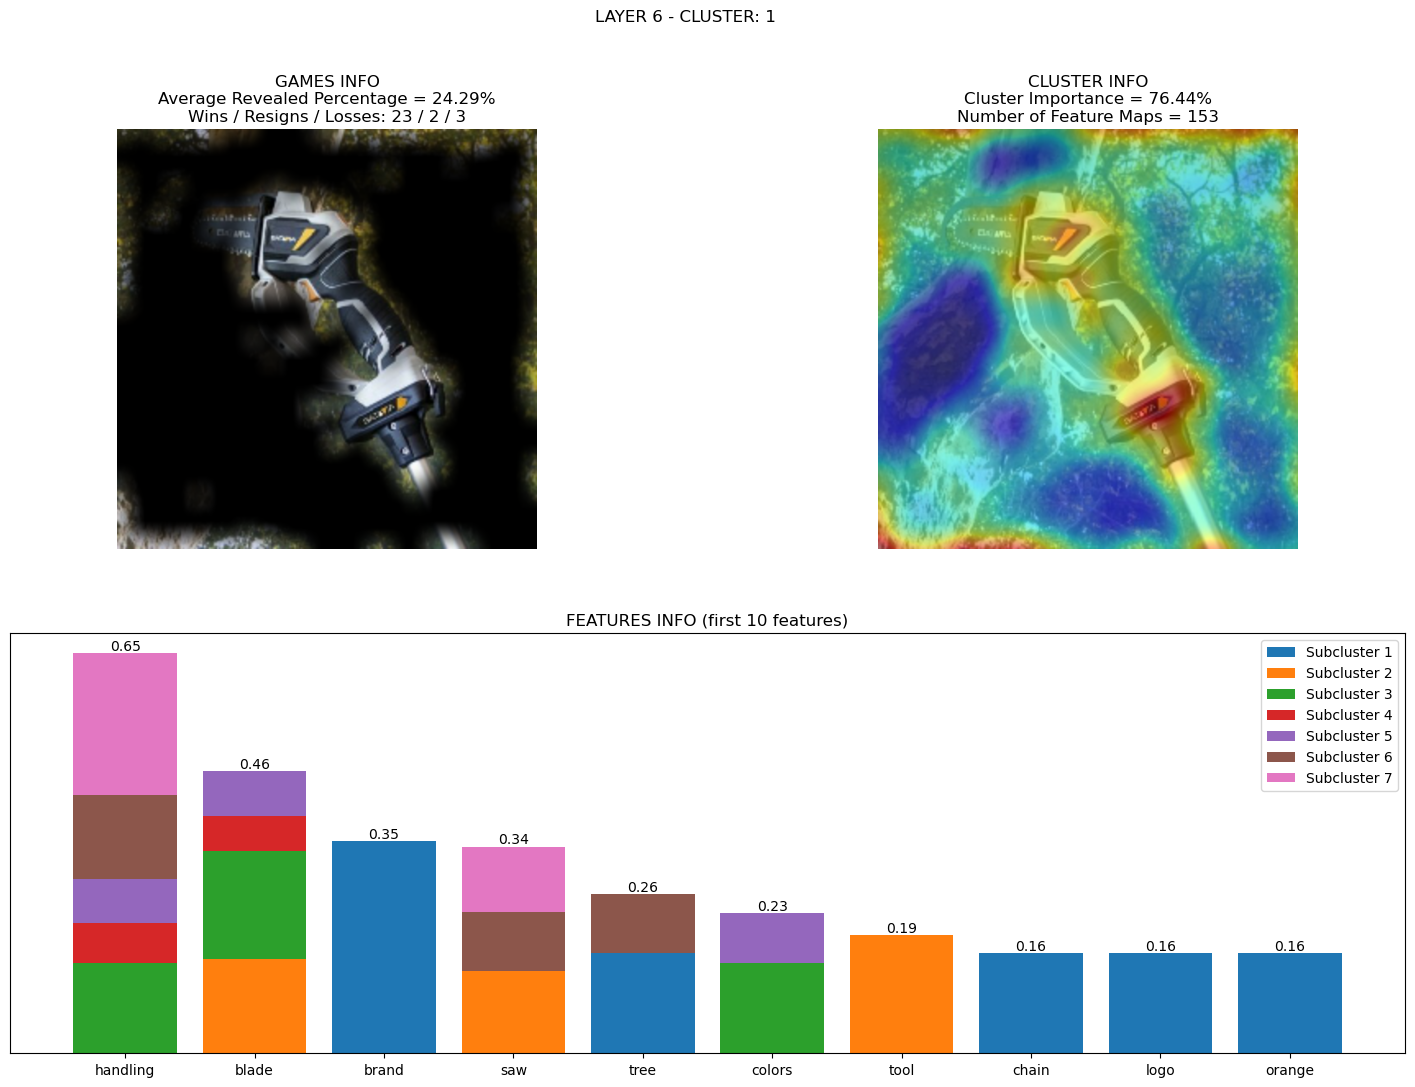 LAYER 6 - CLUSTER: 1
GAMES INFO
Average Revealed Percentage = 24.29%
Wins / Resigns / Losses: 23 / 2 / 3
CLUSTER INFO
Cluster Importance = 76.44%
Number of Feature Maps = 153
FEATURES INFO (first 10 features)
0.65
0.46
0.35
0.34
0.26
0.23
0.19
0.16
0.16
0.16
Subcluster 1
Subcluster 2
Subcluster 3
Subcluster 4
Subcluster 5
Subcluster 6
Subcluster 7
handling
blade
brand
saw
tree
colors
tool
chain
logo
orange